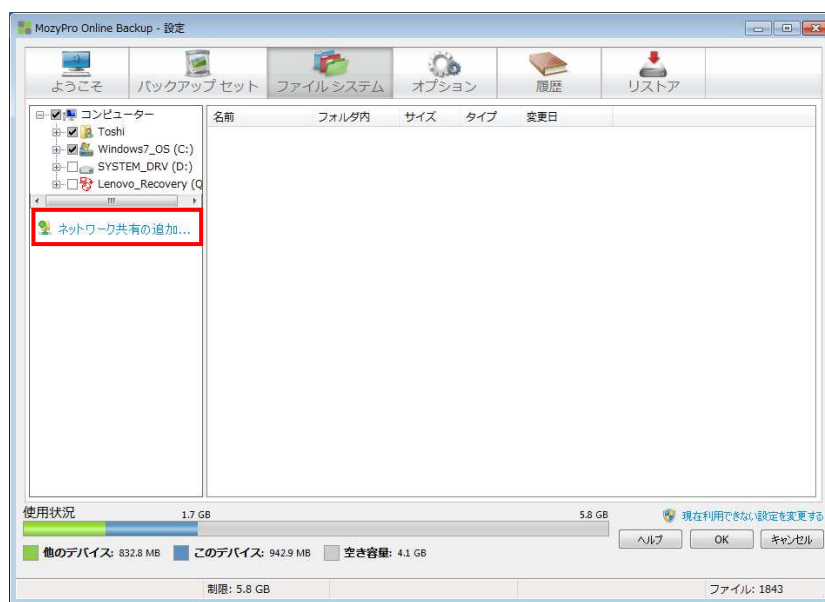 MozyPro Online Backup - 設定
ようこそ
バックアップ セット
ファイル システム
オプション
履歴
リストア
コンピューター
Toshi
Windows7_OS (C:)
SYSTEM_DRV (D:)
Lenovo_Recovery (Q
ネットワーク共有の追加...
名前 フォルダ内 サイズ タイプ 変更日
使用状況 1.7 GB 5.8 GB
現在利用できない設定を変更する
他のデバイス: 832.8 MB このデバイス: 942.9 MB 空き容量: 4.1 GB
ヘルプ OK キャンセル
制限: 5.8 GB ファイル: 1843